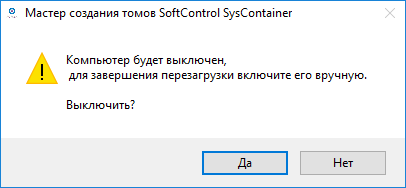 Мастер создания томов SoftControl SysContainer
Компьютер будет выключен,
для завершения перезагрузки включите его вручную.
Выключить?
Да
Нет